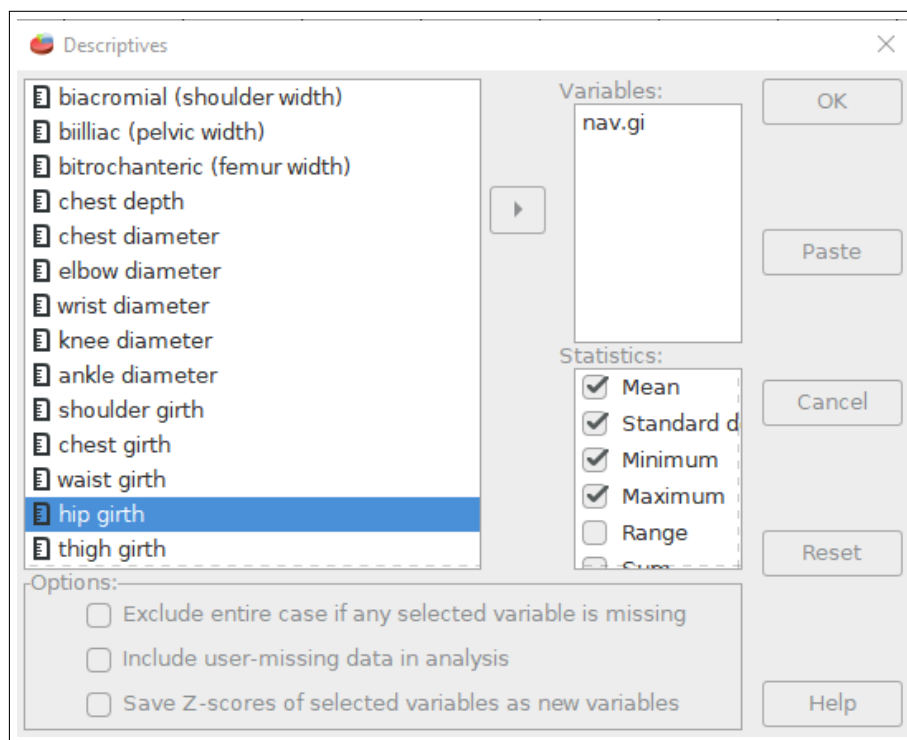 Descriptives
biacromial (shoulder width)
biilliac (pelvic width)
bitrochanteric (femur width)
chest depth
chest diameter
elbow diameter
wrist diameter
knee diameter
ankle diameter
shoulder girth
chest girth
waist girth
hip girth
thigh girth
Variables:
nav.gi
Statistics:
Mean
Standard d
Minimum
Maximum
Range
Sum
OK
Paste
Cancel
Reset
Help
Options:
Exclude entire case if any selected variable is missing
Include user-missing data in analysis
Save Z-scores of selected variables as new variables